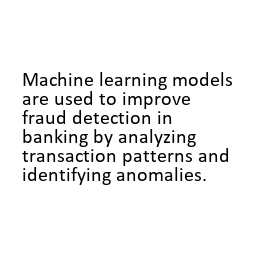 Machine learning models
are used to improve
fraud detection in
banking by analyzing
transaction patterns and
identifying anomalies.